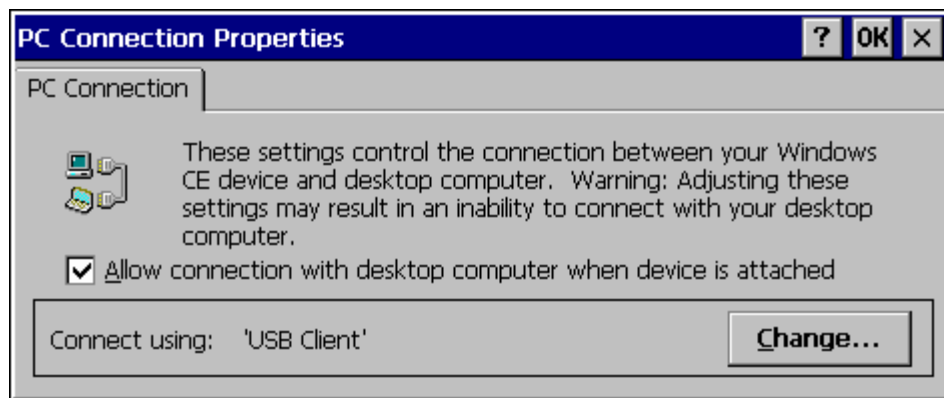 PC Connection Properties ? OK ×
PC Connection
These settings control the connection between your Windows
CE device and desktop computer. Warning: Adjusting these
settings may result in an inability to connect with your desktop
computer.
Allow connection with desktop computer when device is attached
Connect using: 'USB Client' Change...